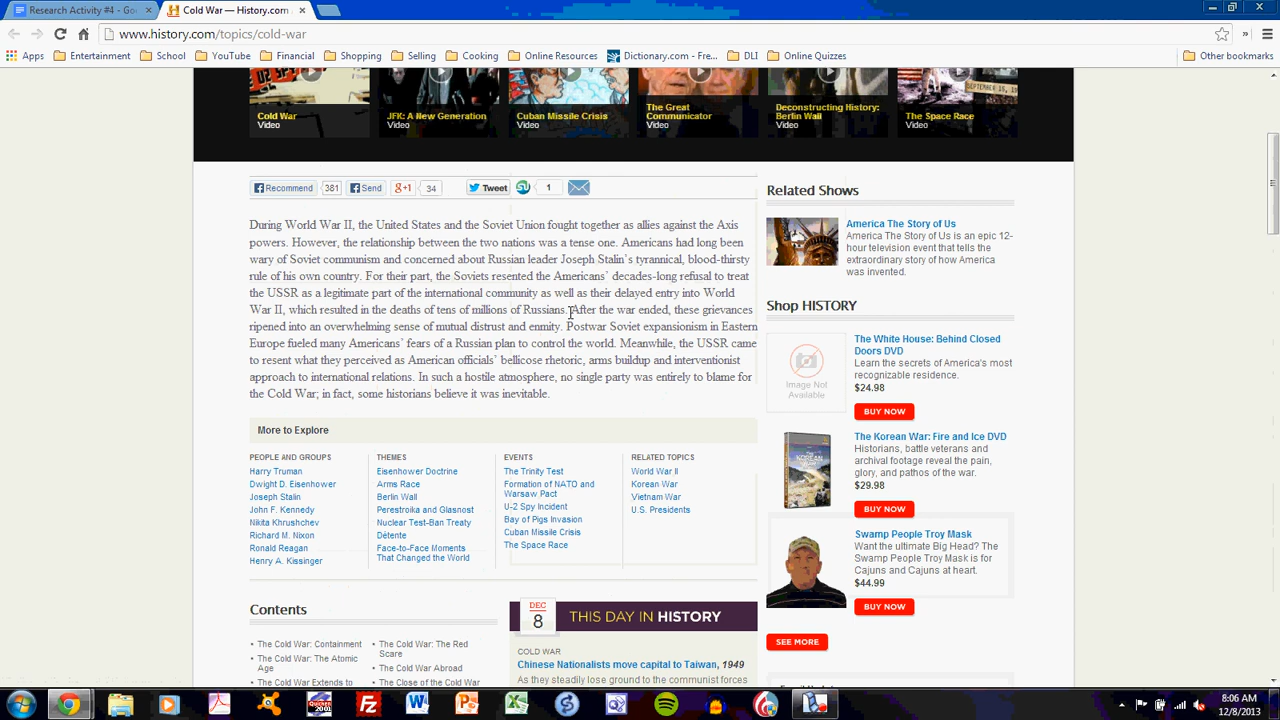 Research Activity #4 - Go
Cold War — History.com
www.history.com/topics/cold-war
Apps
Entertainment
School
YouTube
Financial
Shopping
Selling
Cooking
Online Resources
Dictionary.com - Fre...
DLI
Online Quizzes
Other bookmarks
Cold War
Video
JFK: A New Generation
Video
Cuban Missile Crisis
Video
The Great
Communicator
Video
Deconstructing History:
Berlin Wall
Video
The Space Race
Video
Recommend 381 Send +1 34 Tweet 1
During World War II, the United States and the Soviet Union fought together as allies against the Axis
powers. However, the relationship between the two nations was a tense one. Americans had long been
wary of Soviet communism and concerned about Russian leader Joseph Stalin's tyrannical, blood-thirsty
rule of his own country. For their part, the Soviets resented the Americans' decades-long refusal to treat
the USSR as a legitimate part of the international community as well as their delayed entry into World
War II, which resulted in the deaths of tens of millions of Russians. After the war ended, these grievances
ripened into an overwhelming sense of mutual distrust and enmity. Postwar Soviet expansionism in Eastern
Europe fueled many Americans' fears of a Russian plan to control the world. Meanwhile, the USSR came
to resent what they perceived as American officials' bellicose rhetoric, arms buildup and interventionist
approach to international relations. In such a hostile atmosphere, no single party was entirely to blame for
the Cold War; in fact, some historians believe it was inevitable.
More to Explore
PEOPLE AND GROUPS
Harry Truman
Dwight D. Eisenhower
Joseph Stalin
John F. Kennedy
Nikita Khrushchev
Richard M. Nixon
Ronald Reagan
Henry A. Kissinger
THEMES
Eisenhower Doctrine
Arms Race
Berlin Wall
Perestroika and Glasnost
Nuclear Test-Ban Treaty
Détente
Face-to-Face Moments
That Changed the World
EVENTS
The Trinity Test
Formation of NATO and
Warsaw Pact
U-2 Spy Incident
Bay of Pigs Invasion
Cuban Missile Crisis
The Space Race
RELATED TOPICS
World War II
Korean War
Vietnam War
U.S. Presidents
Contents
The Cold War: Containment
The Cold War: The Atomic
Age
The Cold War Extends to
The Cold War: The Red
Scare
The Cold War Abroad
The Close of the Cold War
DEC
8
THIS DAY IN HISTORY
COLD WAR
Chinese Nationalists move capital to Taiwan, 1949
As they steadily lose ground to the communist forces
Related Shows
America The Story of Us
America The Story of Us is an epic 12-
hour television event that tells the
extraordinary story of how America
was invented.
Shop HISTORY
Image Not
Available
The White House: Behind Closed
Doors DVD
Learn the secrets of America's most
recognizable residence.
$24.98
BUY NOW
The Korean War: Fire and Ice DVD
Historians, battle veterans and
archival footage reveal the pain,
glory, and pathos of the war.
$29.98
BUY NOW
Swamp People Troy Mask
Want the ultimate Big Head? The
Swamp People Troy Mask is for
Cajuns and Cajuns at heart.
$44.99
BUY NOW
SEE MORE
8:06 AM
12/8/2013